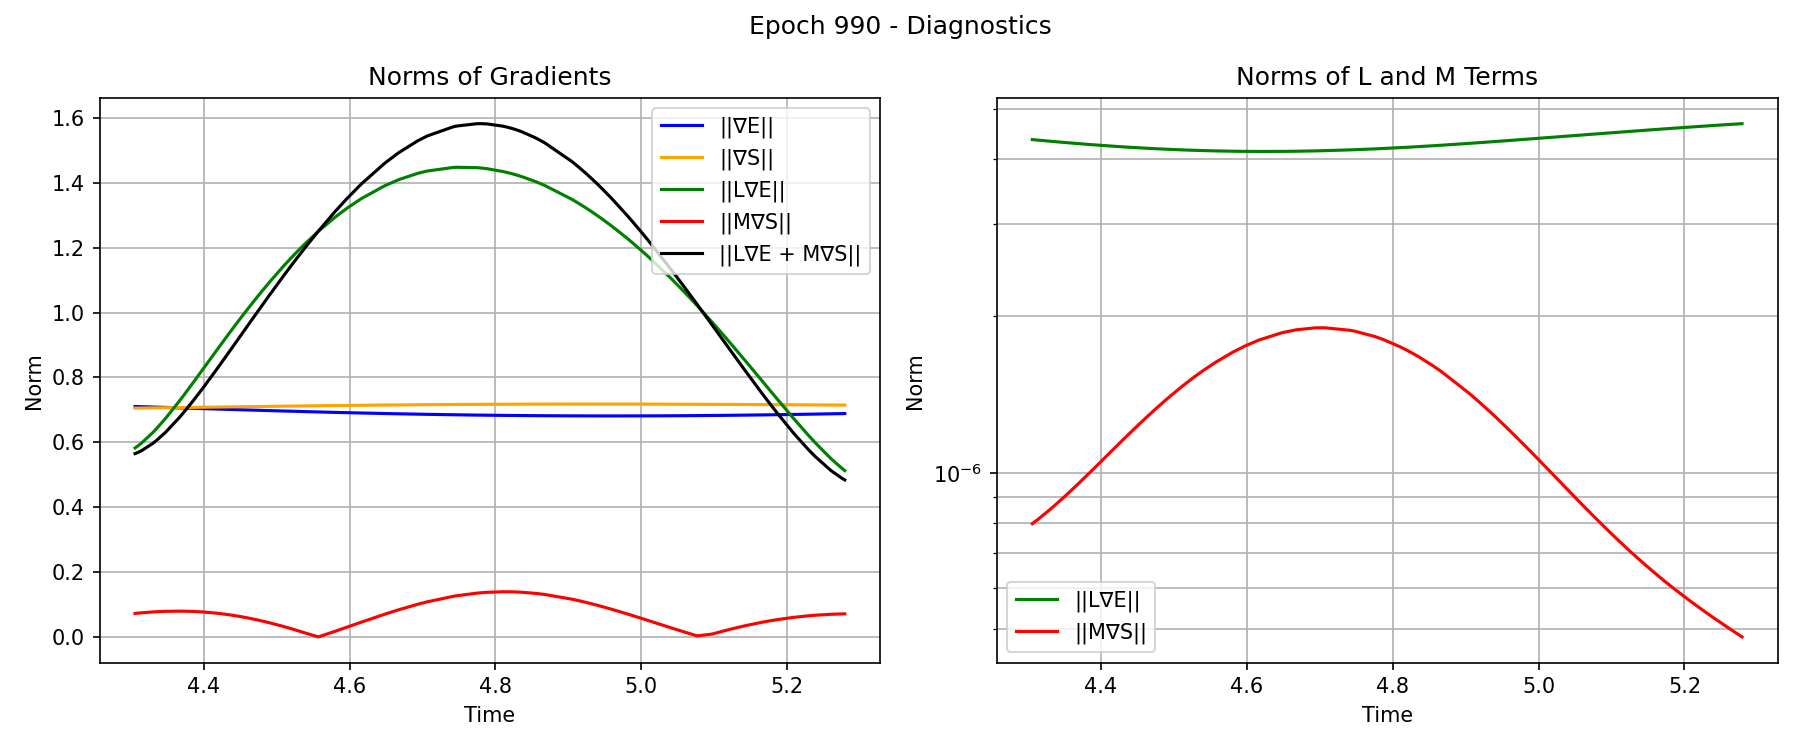 Epoch 990 - Diagnostics
Norms of Gradients
Norm
1.6
1.4
1.2
1.0
0.8
0.6
0.4
0.2
0.0
||∇E||
||∇S||
||L∇E||
||M∇S||
||L∇E + M∇S||
4.4 4.6 4.8 5.0 5.2
Time
Norms of L and M Terms
Norm
10⁻⁶
||L∇E||
||M∇S||
4.4 4.6 4.8 5.0 5.2
Time